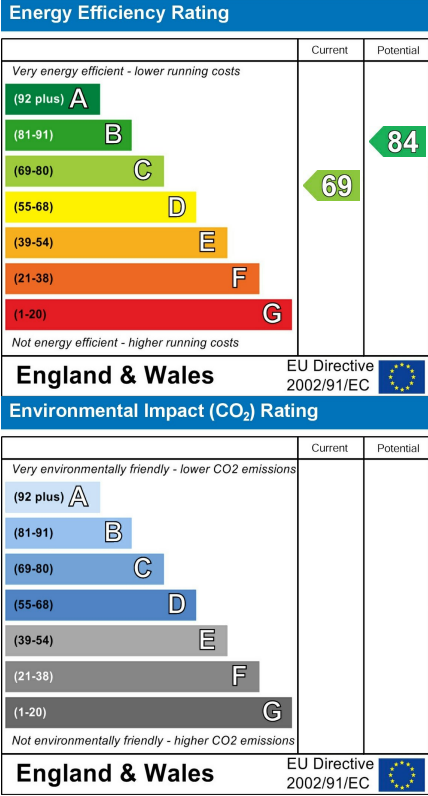 Energy Efficiency Rating
Current Potential
Very energy efficient - lower running costs
(92 plus) A
(81-91) B
84
(69-80) C
69
(55-68) D
(39-54) E
(21-38) F
(1-20) G
Not energy efficient - higher running costs
England & Wales
EU Directive
2002/91/EC
Environmental Impact (CO₂) Rating
Current Potential
Very environmentally friendly - lower CO2 emissions
(92 plus) A
(81-91) B
(69-80) C
(55-68) D
(39-54) E
(21-38) F
(1-20) G
Not environmentally friendly - higher CO2 emissions
England & Wales
EU Directive
2002/91/EC